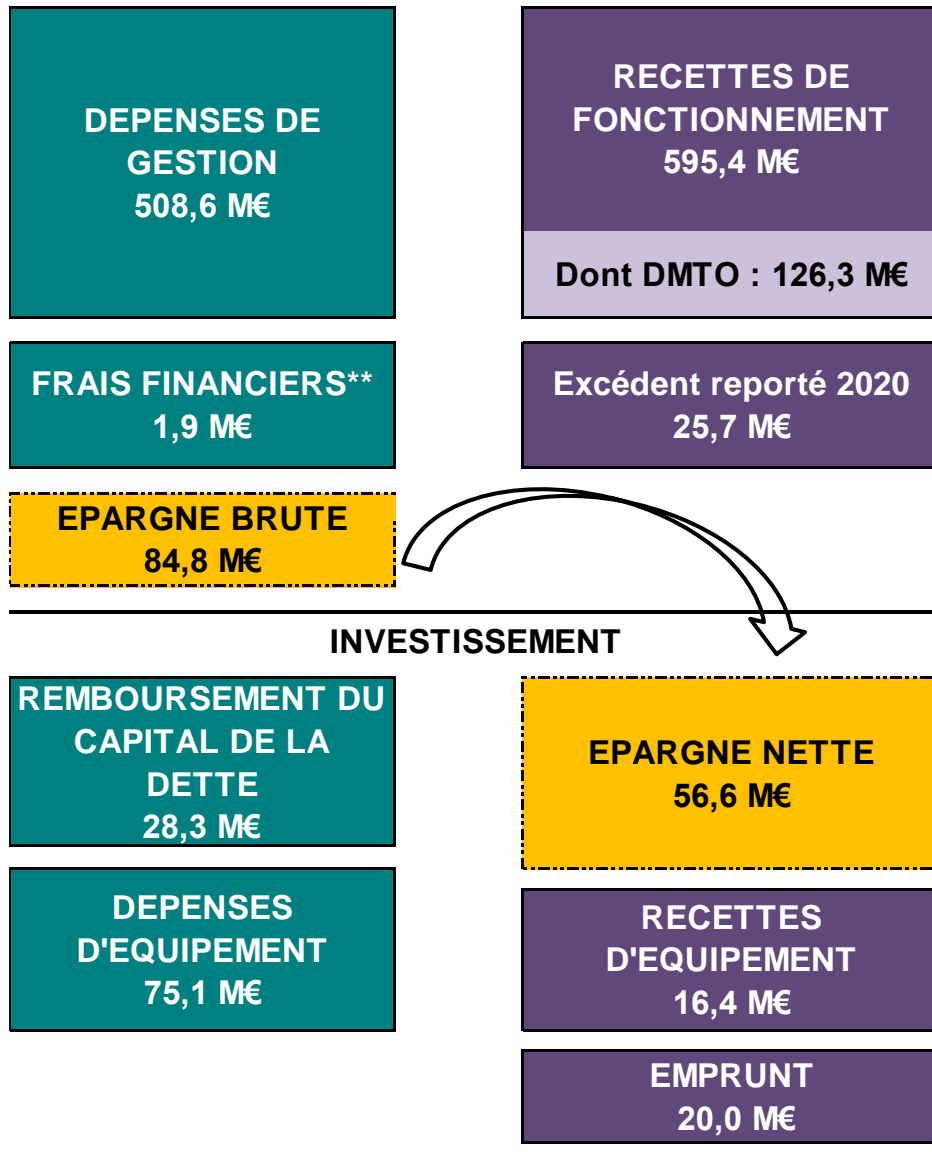 DEPENSES DE
GESTION
508,6 M€
RECETTES DE
FONCTIONNEMENT
595,4 M€
Dont DMTO : 126,3 M€
FRAIS FINANCIERS**
1,9 M€
Excédent reporté 2020
25,7 M€
EPARGNE BRUTE
84,8 M€
INVESTISSEMENT
REMBOURSEMENT DU
CAPITAL DE LA
DETTE
28,3 M€
EPARGNE NETTE
56,6 M€
DEPENSES
D'EQUIPEMENT
75,1 M€
RECETTES
D'EQUIPEMENT
16,4 M€
EMPRUNT
20,0 M€